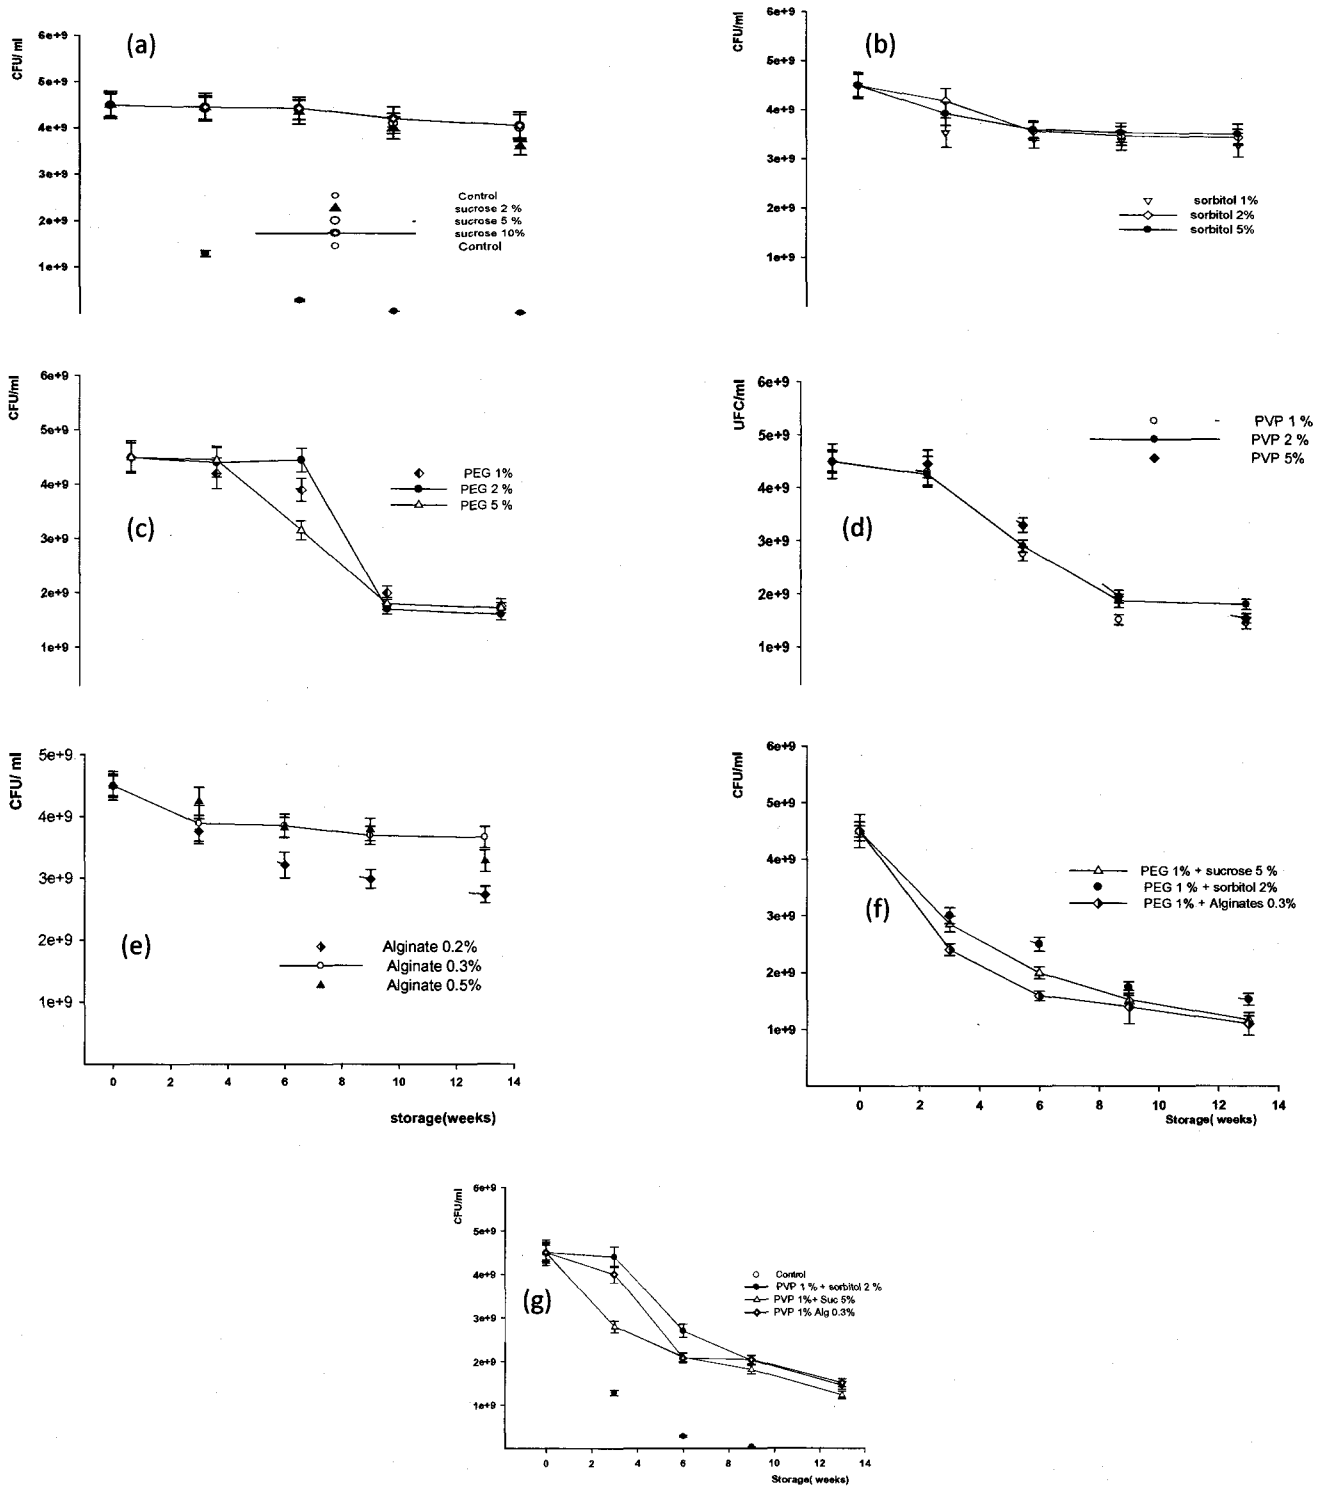 (a)
CFU/ ml
6e+9
5e+9
4e+9
3e+9
2e+9
1e+9
Control
sucrose 2 %
sucrose 5 %
sucrose 10%
Control
(b)
CFU/ml
6e+9
5e+9
4e+9
3e+9
2e+9
1e+9
sorbitol 1%
sorbitol 2%
sorbitol 5%
(c)
CFU/ml
6e+9
5e+9
4e+9
3e+9
2e+9
1e+9
PEG 1%
PEG 2 %
PEG 5 %
(d)
UFC/ml
6e+9
5e+9
4e+9
3e+9
2e+9
1e+9
PVP 1 %
PVP 2 %
PVP 5%
(e)
CFU/ ml
5e+9
4e+9
3e+9
2e+9
1e+9
Alginate 0.2%
Alginate 0.3%
Alginate 0.5%
0 2 4 6 8 10 12 14
storage(weeks)
(f)
CFU/ml
6e+9
5e+9
4e+9
3e+9
2e+9
1e+9
PEG 1% + sucrose 5 %
PEG 1 % + sorbitol 2%
PEG 1% + Alginates 0.3%
0 2 4 6 8 10 12 14
Storage( weeks)
(g)
CFU/ml
6e+9
5e+9
4e+9
3e+9
2e+9
1e+9
Control
PVP 1 % + sorbitol 2 %
PVP 1%+ Suc 5%
PVP 1% Alg 0.3%
0 2 4 6 8 10 12 14
Storage( weeks)